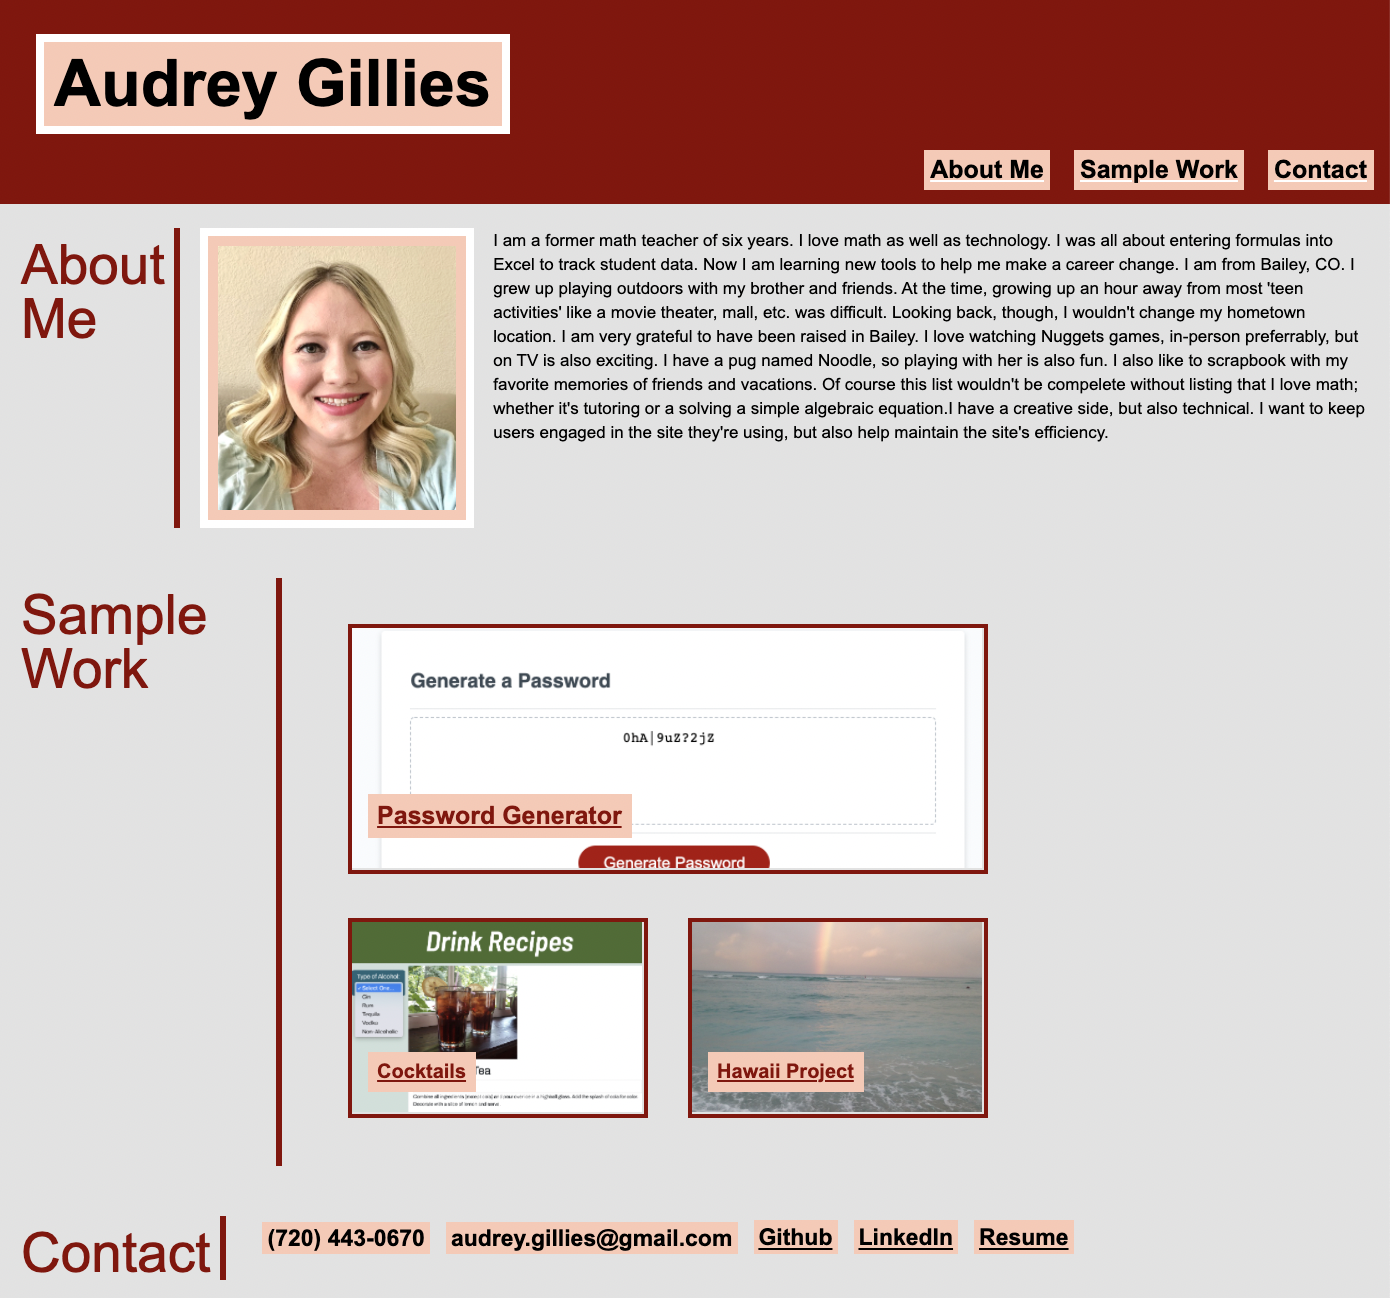 Audrey Gillies
About Me
Sample Work
Contact
About
Me
I am a former math teacher of six years. I love math as well as technology. I was all about entering formulas into
Excel to track student data. Now I am learning new tools to help me make a career change. I am from Bailey, CO. I
grew up playing outdoors with my brother and friends. At the time, growing up an hour away from most 'teen
activities' like a movie theater, mall, etc. was difficult. Looking back, though, I wouldn't change my hometown
location. I am very grateful to have been raised in Bailey. I love watching Nuggets games, in-person preferrably, but
on TV is also exciting. I have a pug named Noodle, so playing with her is also fun. I also like to scrapbook with my
favorite memories of friends and vacations. Of course this list wouldn't be compelete without listing that I love math;
whether it's tutoring or a solving a simple algebraic equation.I have a creative side, but also technical. I want to keep
users engaged in the site they're using, but also help maintain the site's efficiency.
Sample
Work
Generate a Password
0hA|9uZ?2jZ
Password Generator
Generate Password
Drink Recipes
Type of Alcohol
✓ Select One...
Gin
Rum
Tequila
Vodka
Non-Alcoholic
Tea
Cocktails
Combine all ingredients
Decorate with a slice of lemon and serve
Hawaii Project
Contact
(720) 443-0670
audrey.gillies@gmail.com
Github
LinkedIn
Resume